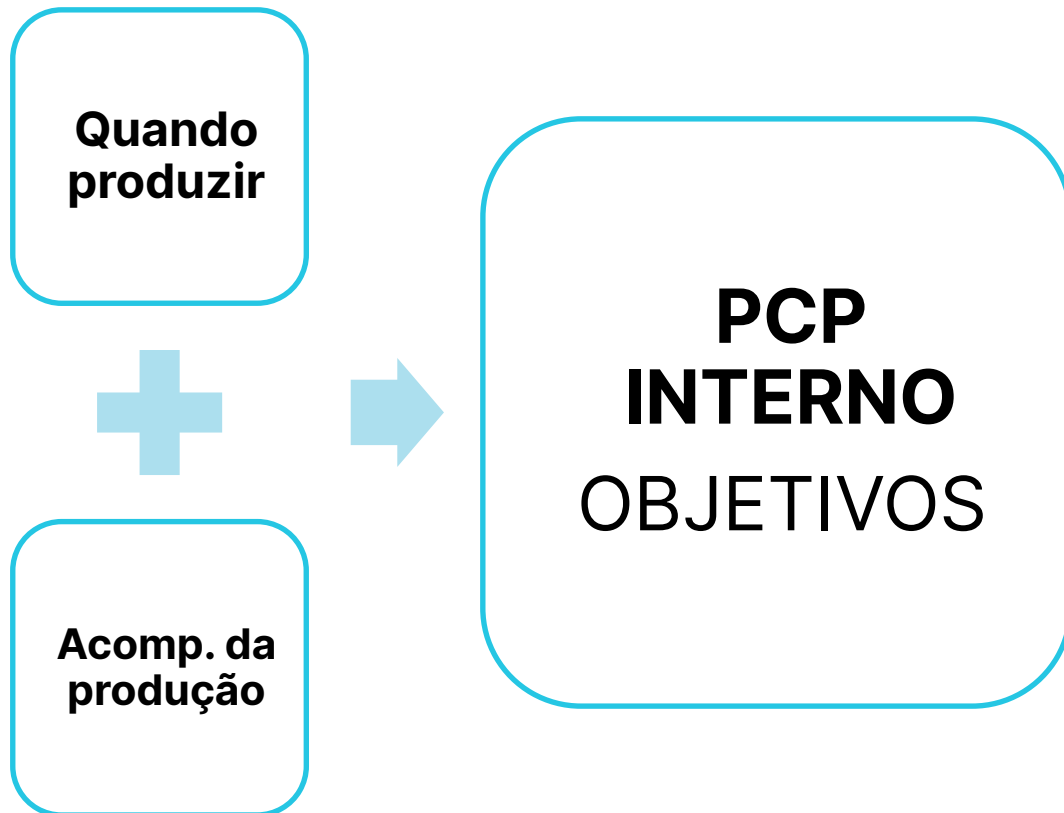 Quando
produzir
Acomp. da
produção
PCP
INTERNO
OBJETIVOS